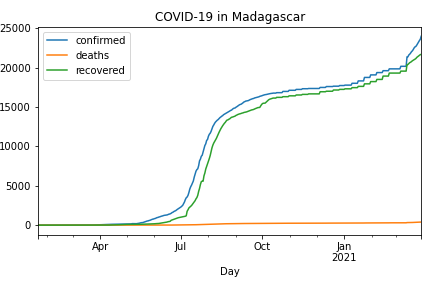 COVID-19 in Madagascar
25000
20000
15000
10000
5000
0
confirmed
deaths
recovered
Apr
Jul
Oct
Jan
2021
Day